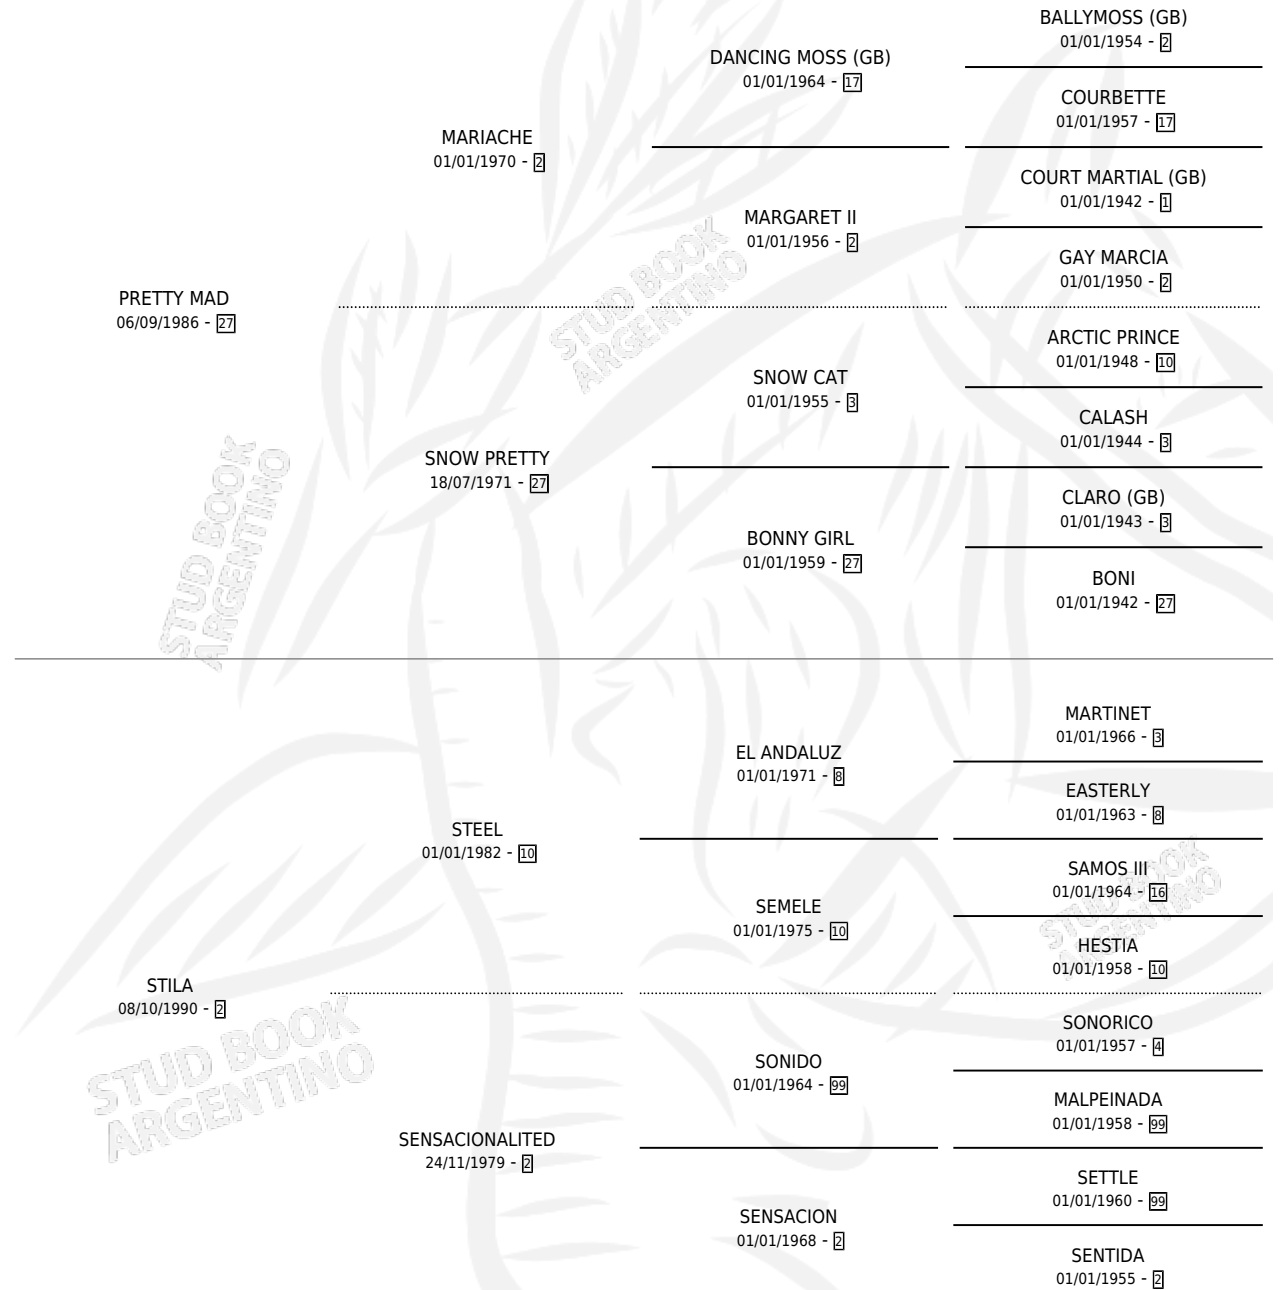 BALLYMOSS (GB)
01/01/1954 - 2
DANCING MOSS (GB)
01/01/1964 - 17
COURBETTE
01/01/1957 - 17
MARIACHE
01/01/1970 - 2
COURT MARTIAL (GB)
01/01/1942 - 1
MARGARET II
01/01/1956 - 2
GAY MARCIA
01/01/1950 - 2
PRETTY MAD
06/09/1986 - 27
ARCTIC PRINCE
01/01/1948 - 10
SNOW CAT
01/01/1955 - 3
CALASH
01/01/1944 - 3
SNOW PRETTY
18/07/1971 - 27
CLARO (GB)
01/01/1943 - 3
BONNY GIRL
01/01/1959 - 27
BONI
01/01/1942 - 27
STUD BOOK
ARGENTINO
STUD BOOK
ARGENTINO
MARTINET
01/01/1966 - 3
EL ANDALUZ
01/01/1971 - 8
EASTERLY
01/01/1963 - 8
STEEL
01/01/1982 - 10
SAMOS III
01/01/1964 - 16
SEMELE
01/01/1975 - 10
HESTIA
01/01/1958 - 10
STUD BOOK
ARGENTINO
STILA
08/10/1990 - 2
SONORICO
01/01/1957 - 4
SONIDO
01/01/1964 - 99
MALPEINADA
01/01/1958 - 99
SENSACIONALITED
24/11/1979 - 2
SETTLE
01/01/1960 - 99
SENSACION
01/01/1968 - 2
SENTIDA
01/01/1955 - 2
STUD BOOK
ARGENTINO